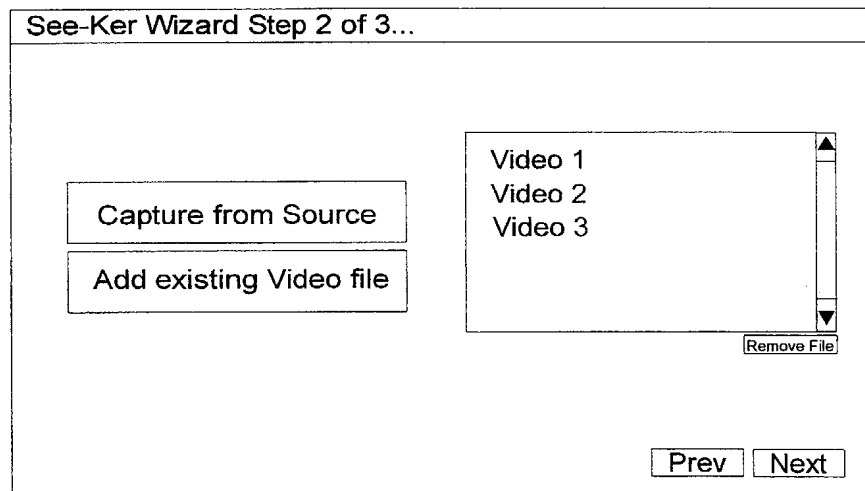 See-Ker Wizard Step 2 of 3...
Capture from Source
Add existing Video file
Video 1
Video 2
Video 3
Remove File
Prev
Next